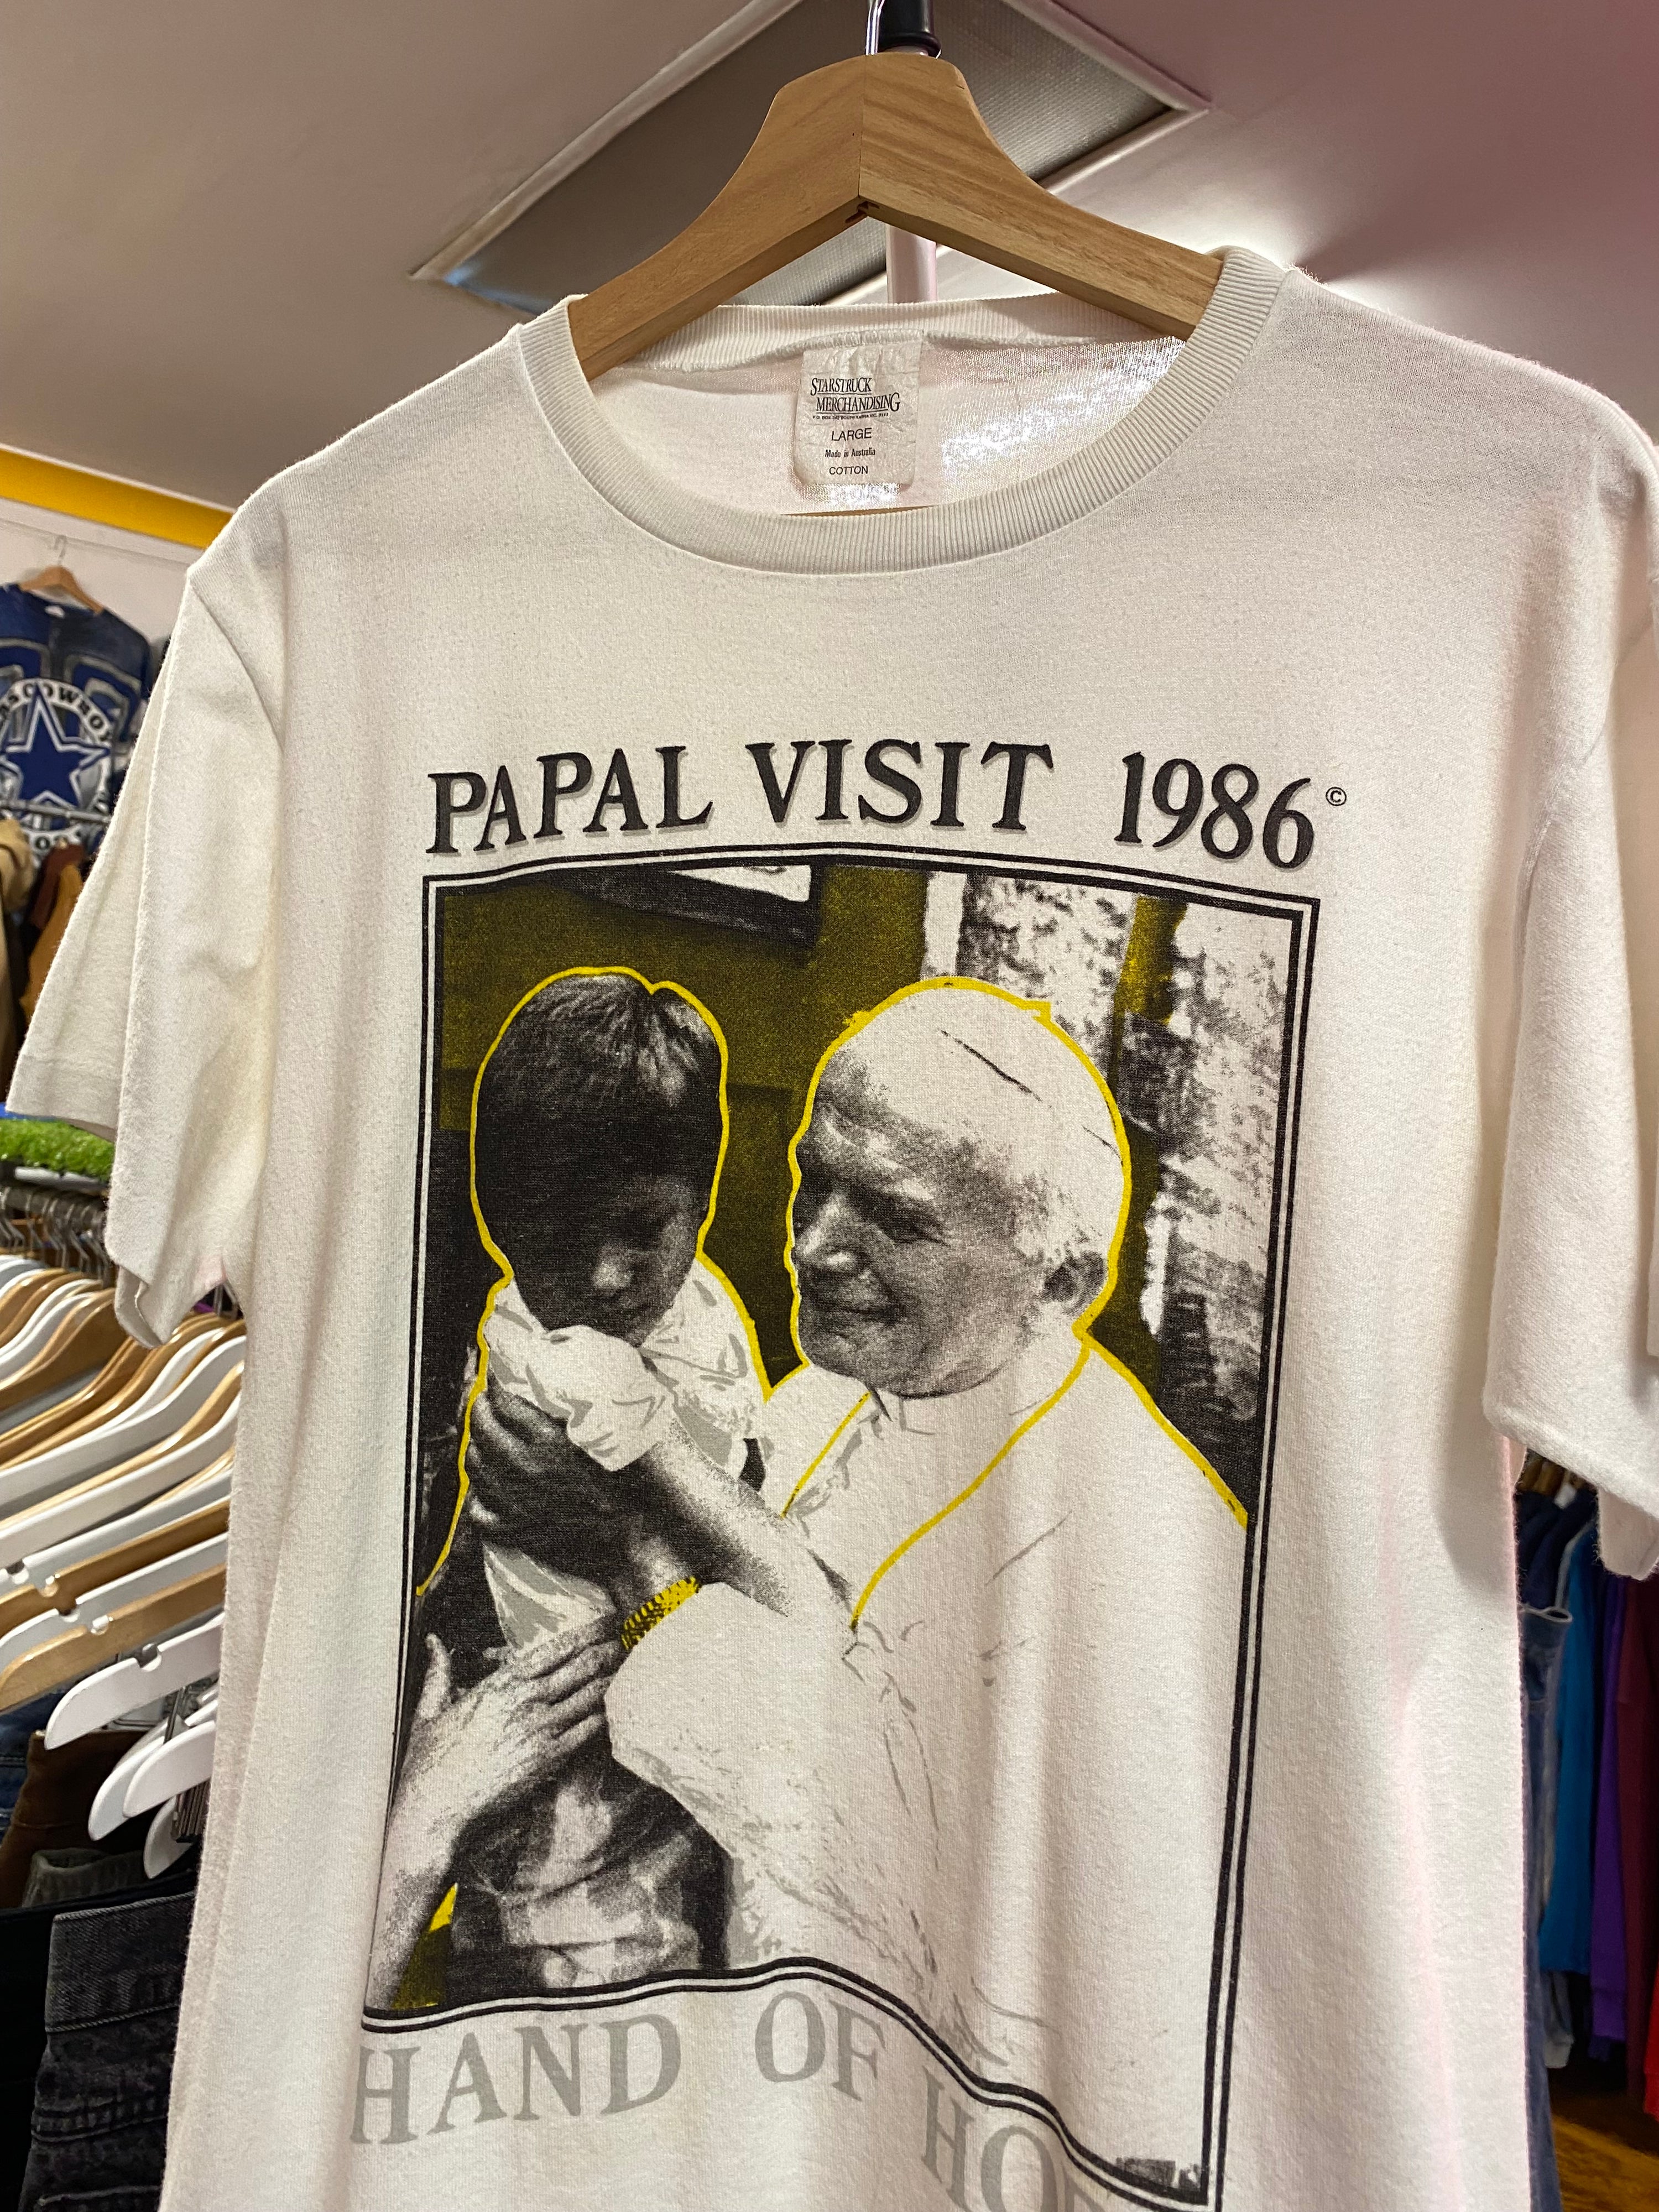 STARSTRUCK
MERCHANDISING
LARGE
Made in Australia
COTTON
PAPAL VISIT 1986©
HAND OF